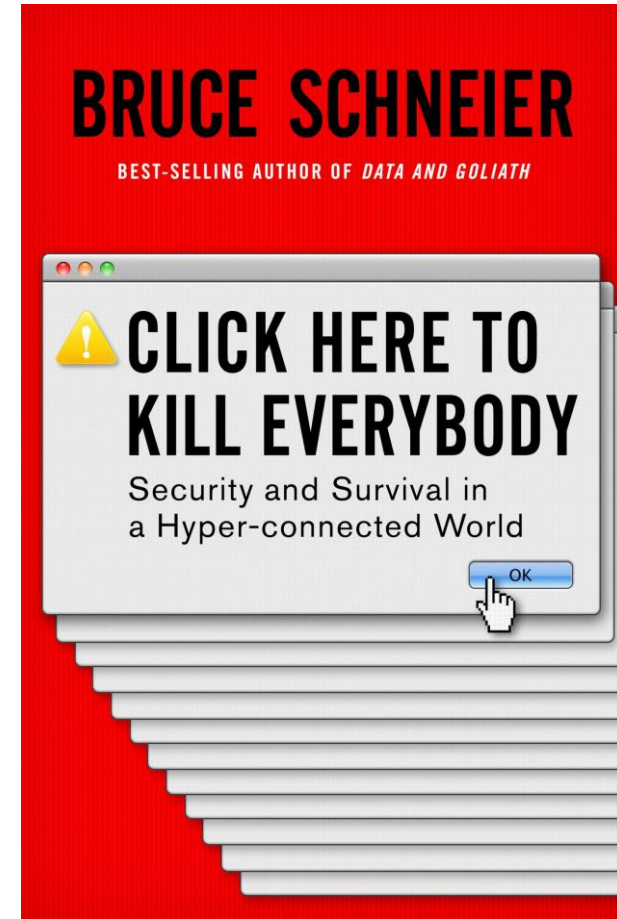 BRUCE SCHNEIER
BEST-SELLING AUTHOR OF DATA AND GOLIATH
CLICK HERE TO
KILL EVERYBODY
Security and Survival in
a Hyper-connected World
OK